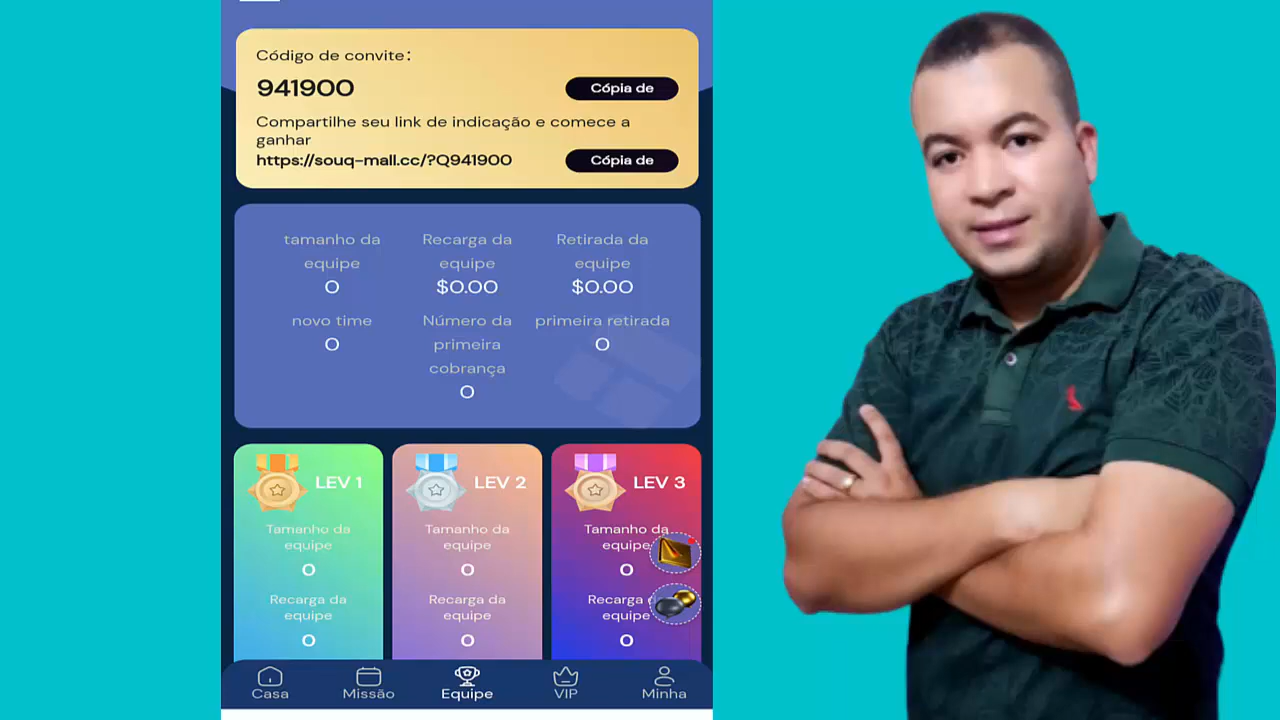 Código de convite：
941900
Cópia de
Compartilhe seu link de indicação e comece a
ganhar
https://souq-mall.cc/?Q941900
Cópia de
tamanho da
equipe
0
Recarga da
equipe
$0.00
Retirada da
equipe
$0.00
novo time
0
Número da
primeira
cobrança
0
primeira retirada
0
LEV 1
Tamanho da
equipe
0
Recarga da
equipe
0
LEV 2
Tamanho da
equipe
0
Recarga da
equipe
0
LEV 3
Tamanho da
equipe
0
Recarga
equipe
0
Casa
Missão
Equipe
VIP
Minha